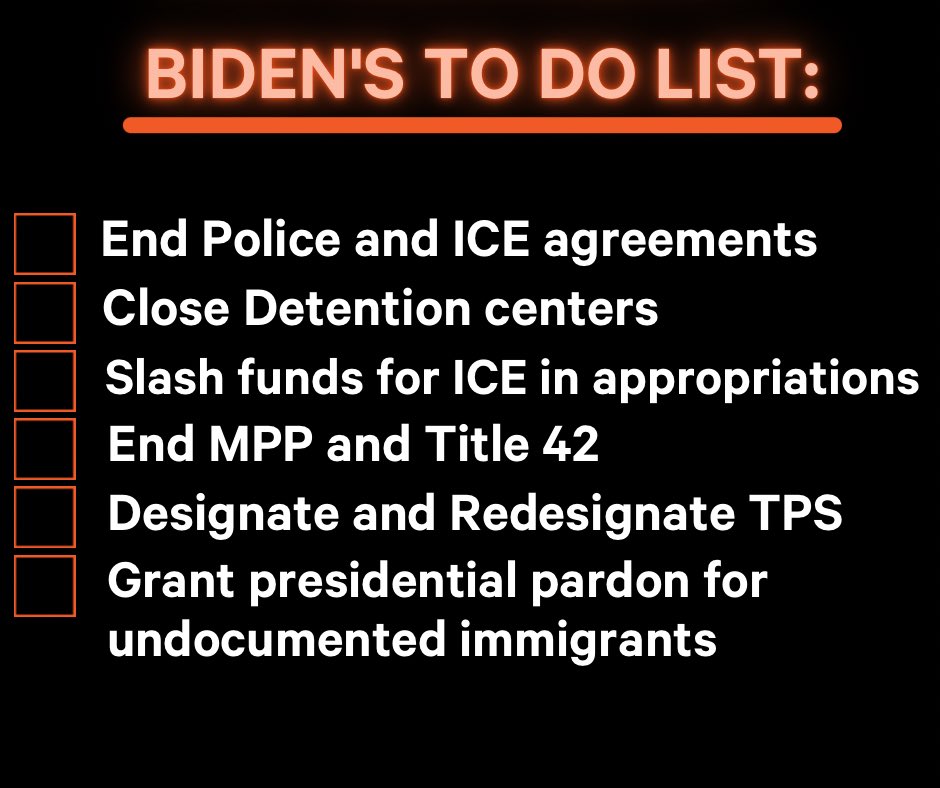 BIDEN'S TO DO LIST:
End Police and ICE agreements
Close Detention centers
Slash funds for ICE in appropriations
End MPP and Title 42
Designate and Redesignate TPS
Grant presidential pardon for
undocumented immigrants